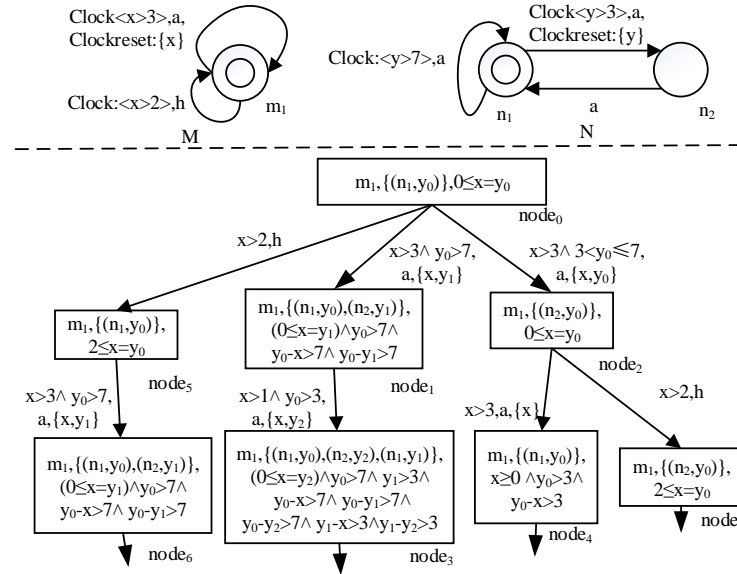 Clock<x>3>,a,
Clockreset:{x}
Clock:<x>2>,h
m₁
M
Clock:<y>7>,a
Clock<y>3>,a,
Clockreset:{y}
a
n₁
n₂
N
m₁,{(n₁,y₀)},0≤x=y₀
node₀
x>2,h
x>3∧ y₀>7,
a,{x,y₁}
x>3∧ 3<y₀≤7,
a,{x,y₀}
m₁,{(n₁,y₀)},
2≤x=y₀
node₅
m₁,{(n₁,y₀),(n₂,y₁)},
(0≤x=y₁)∧y₀>7∧
y₀-x>7∧ y₀-y₁>7
node₁
m₁,{(n₂,y₀)},
0≤x=y₀
node₂
x>3∧ y₀>7,
a,{x,y₁}
x>1∧ y₀>3,
a,{x,y₂}
x>3,a,{x}
x>2,h
m₁,{(n₁,y₀),(n₂,y₁)},
(0≤x=y₁)∧y₀>7∧
y₀-x>7∧ y₀-y₁>7
node₆
m₁,{(n₁,y₀),(n₂,y₂),(n₁,y₁)},
(0≤x=y₂)∧y₀>7∧ y₁>3∧
y₀-x>7∧ y₀-y₁>7∧
y₀-y₂>7∧ y₁-x>3∧y₁-y₂>3
node₃
m₁,{(n₁,y₀)},
x≥0 ∧y₀>3∧
y₀-x>3
node₄
m₁,{(n₂,y₀)},
2≤x=y₀
node